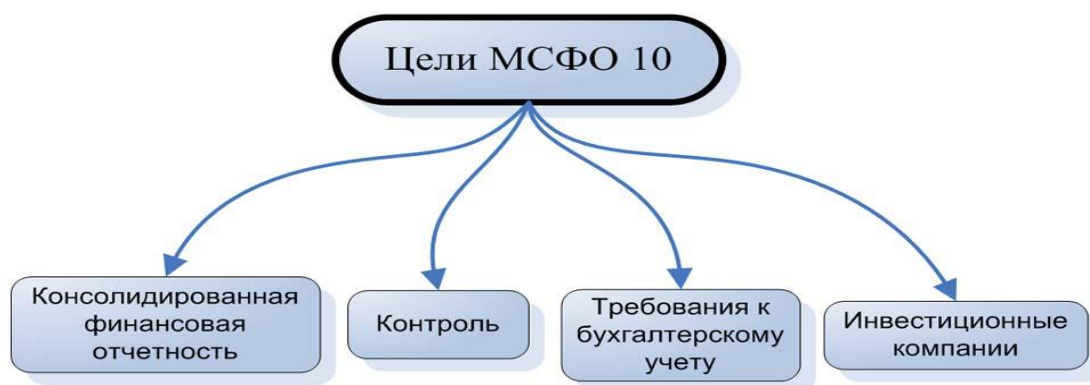 Цели МСФО 10
Консолидированная
финансовая
отчетность
Контроль
Требования к
бухгалтерскому
учету
Инвестиционные
компании